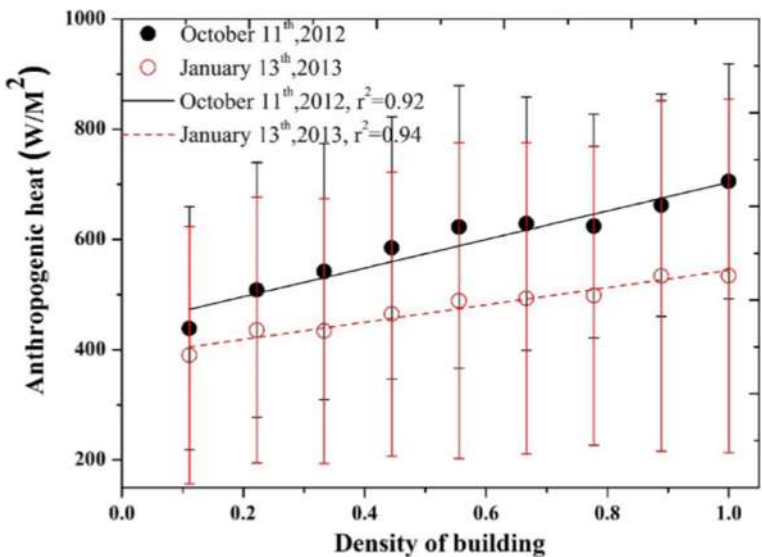 1000
800
600
400
200
Anthropogenic heat (W/M²)
October 11th,2012
January 13th,2013
October 11th,2012, r²=0.92
January 13th,2013, r²=0.94
0.0 0.2 0.4 0.6 0.8 1.0
Density of building